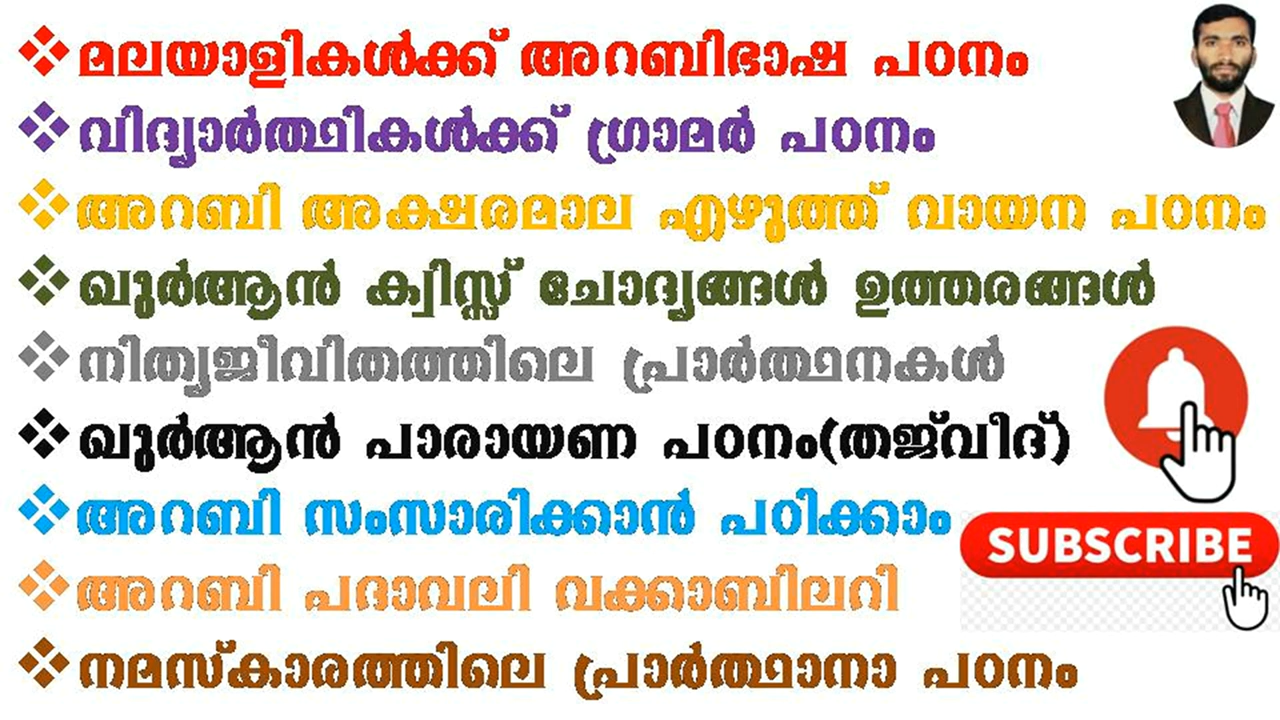 ❖മലയാളികൾക്ക് അറബിഭാഷ പഠനം
❖വിദ്യാർത്ഥികൾക്ക് ഗ്രാമർ പഠനം
❖അറബി അക്ഷരമാല എഴുത്ത് വായന പഠനം
❖ഖുർആൻ ക്വിസ്സ് ചോദ്യങ്ങൾ ഉത്തരങ്ങൾ
❖നിത്യജീവിതത്തിലെ പ്രാർത്ഥനകൾ
❖ഖുർആൻ പാരായണ പഠനം(തജ്‌വീദ്)
❖അറബി സംസാരിക്കാൻ പഠിക്കാം
SUBSCRIBE
❖അറബി പദാവലി വക്കാബിലറി
❖നമസ്കാരത്തിലെ പ്രാർത്ഥാനാ പഠനം